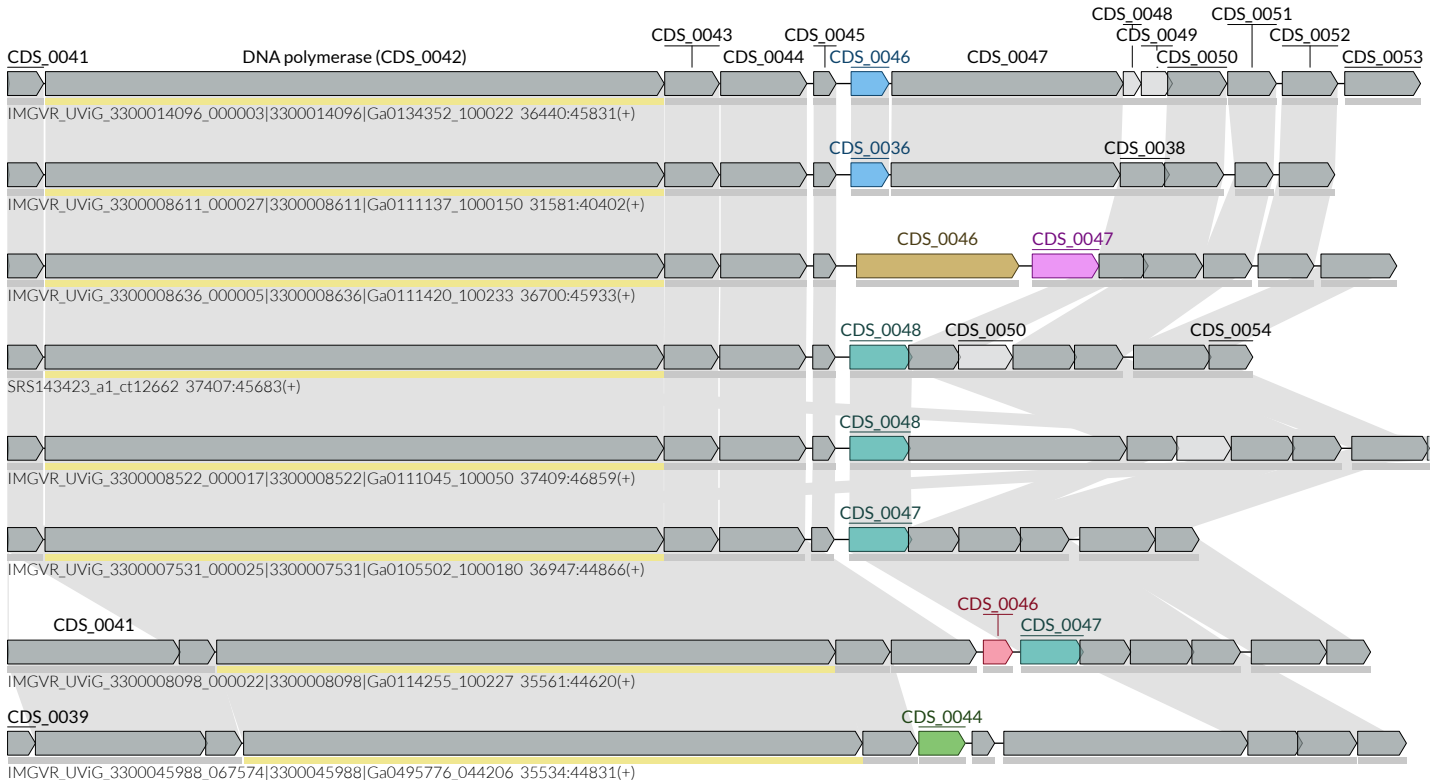 CDS_0048 CDS_0051
CDS_0043 CDS_0045 CDS_0049 CDS_0052
CDS_0041 DNA polymerase (CDS_0042) CDS_0044 CDS_0046 CDS_0047 CDS_0050 CDS_0053
IMGVR_UViG_3300014096_000003|3300014096|Ga0134352_100022 36440:45831(+)
CDS_0036 CDS_0038
IMGVR_UViG_3300008611_000027|3300008611|Ga0111137_1000150 31581:40402(+)
CDS_0046 CDS_0047
IMGVR_UViG_3300008636_000005|3300008636|Ga0111420_100233 36700:45933(+)
CDS_0048 CDS_0050 CDS_0054
SRS143423_a1_ct12662 37407:45683(+)
CDS_0048
IMGVR_UViG_3300008522_000017|3300008522|Ga0111045_100050 37409:46859(+)
CDS_0047
IMGVR_UViG_3300007531_000025|3300007531|Ga0105502_1000180 36947:44866(+)
CDS_0046
CDS_0041 CDS_0047
IMGVR_UViG_3300008098_000022|3300008098|Ga0114255_100227 35561:44620(+)
CDS_0039 CDS_0044
IMGVR_UViG_3300045988_067574|3300045988|Ga0495776_044206 35534:44831(+)